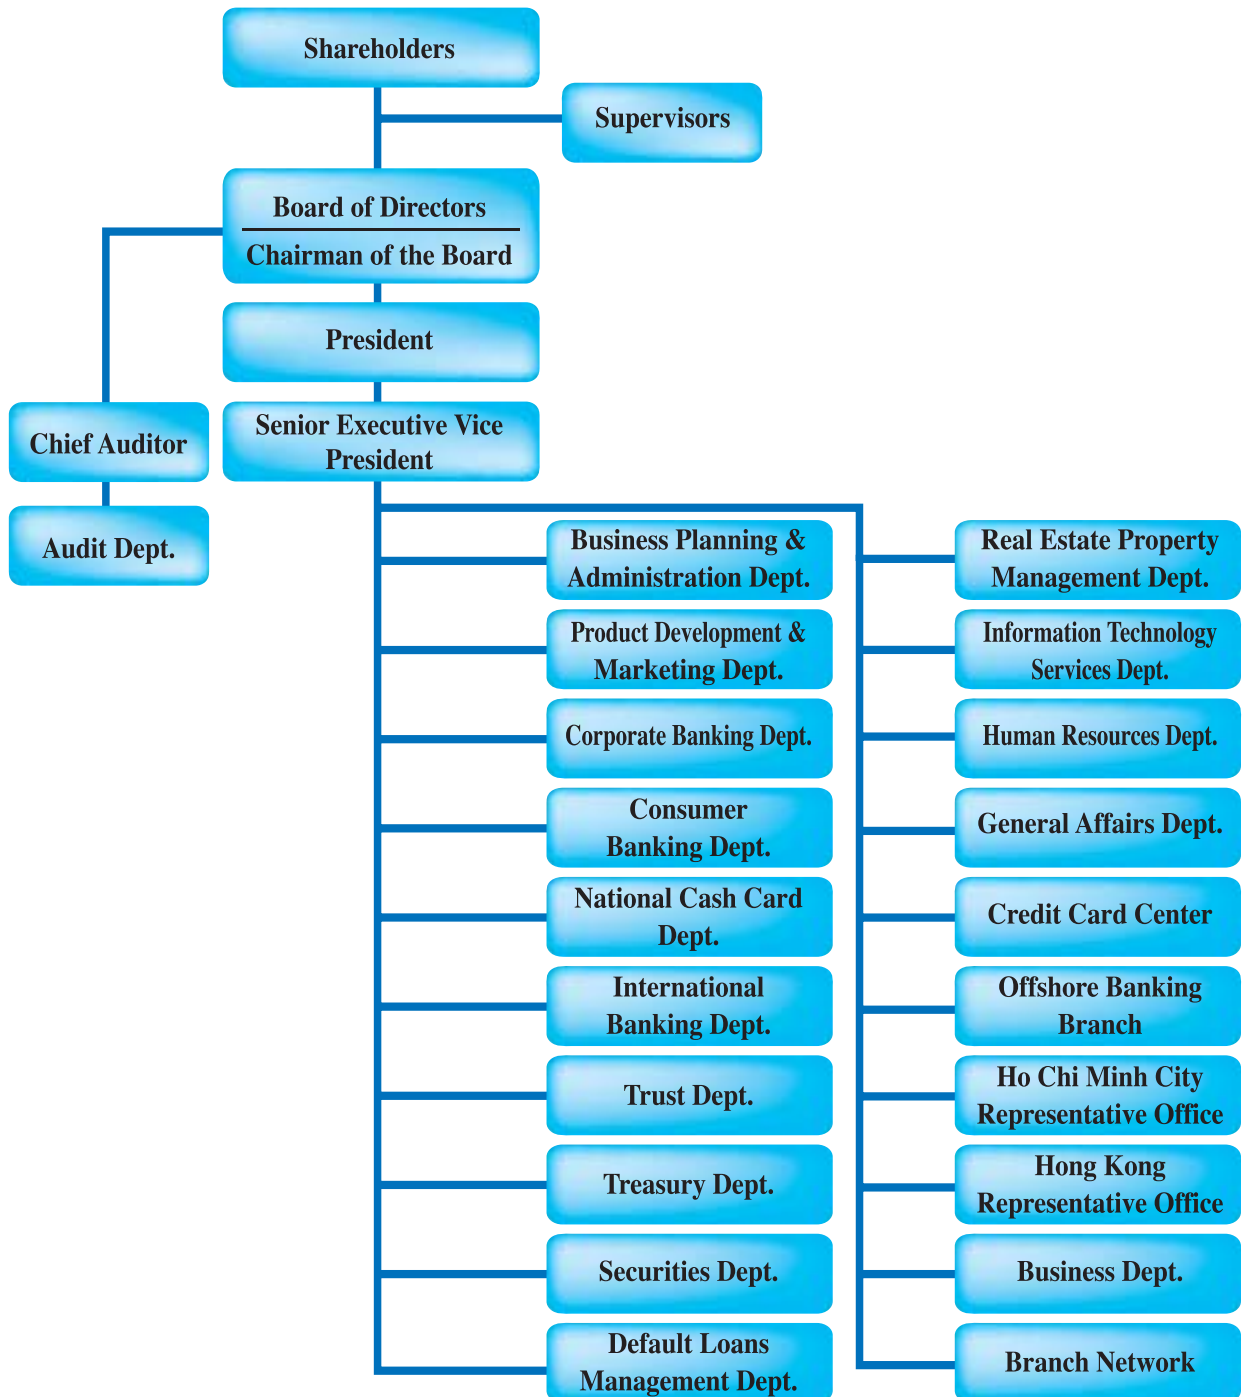 Shareholders
Supervisors
Board of Directors
Chairman of the Board
President
Chief Auditor
Senior Executive Vice
President
Audit Dept.
Business Planning &
Administration Dept.
Product Development &
Marketing Dept.
Corporate Banking Dept.
Consumer
Banking Dept.
National Cash Card
Dept.
International
Banking Dept.
Trust Dept.
Treasury Dept.
Securities Dept.
Default Loans
Management Dept.
Real Estate Property
Management Dept.
Information Technology
Services Dept.
Human Resources Dept.
General Affairs Dept.
Credit Card Center
Offshore Banking
Branch
Ho Chi Minh City
Representative Office
Hong Kong
Representative Office
Business Dept.
Branch Network